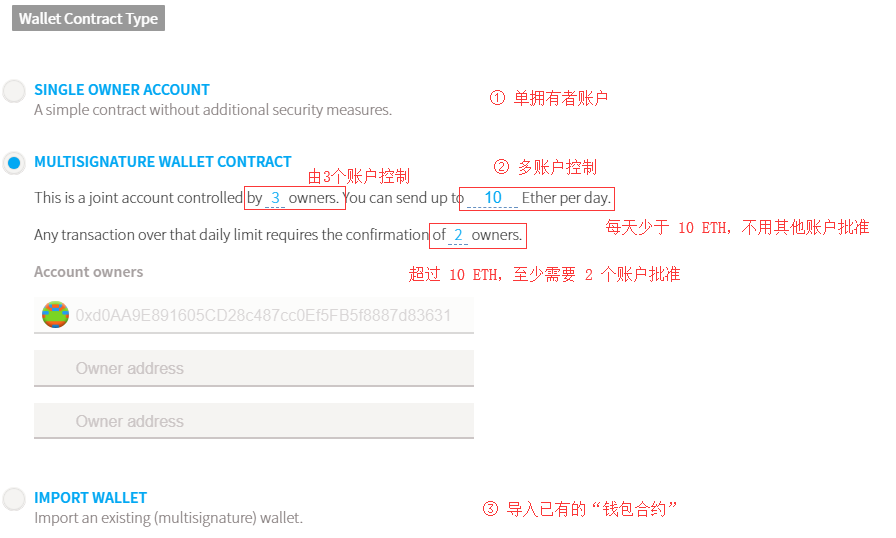 Wallet Contract Type
SINGLE OWNER ACCOUNT
A simple contract without additional security measures.
① 单拥有者账户
MULTISIGNATURE WALLET CONTRACT
② 多账户控制
由3个账户控制
This is a joint account controlled by 3 owners. You can send up to 10 Ether per day.
每天少于 10 ETH，不用其他账户批准
Any transaction over that daily limit requires the confirmation of 2 owners.
超过 10 ETH，至少需要 2 个账户批准
Account owners
0xd0AA9E891605CD28c487cc0Ef5FB5f8887d83631
Owner address
Owner address
IMPORT WALLET
Import an existing (multisignature) wallet.
③ 导入已有的“钱包合约”